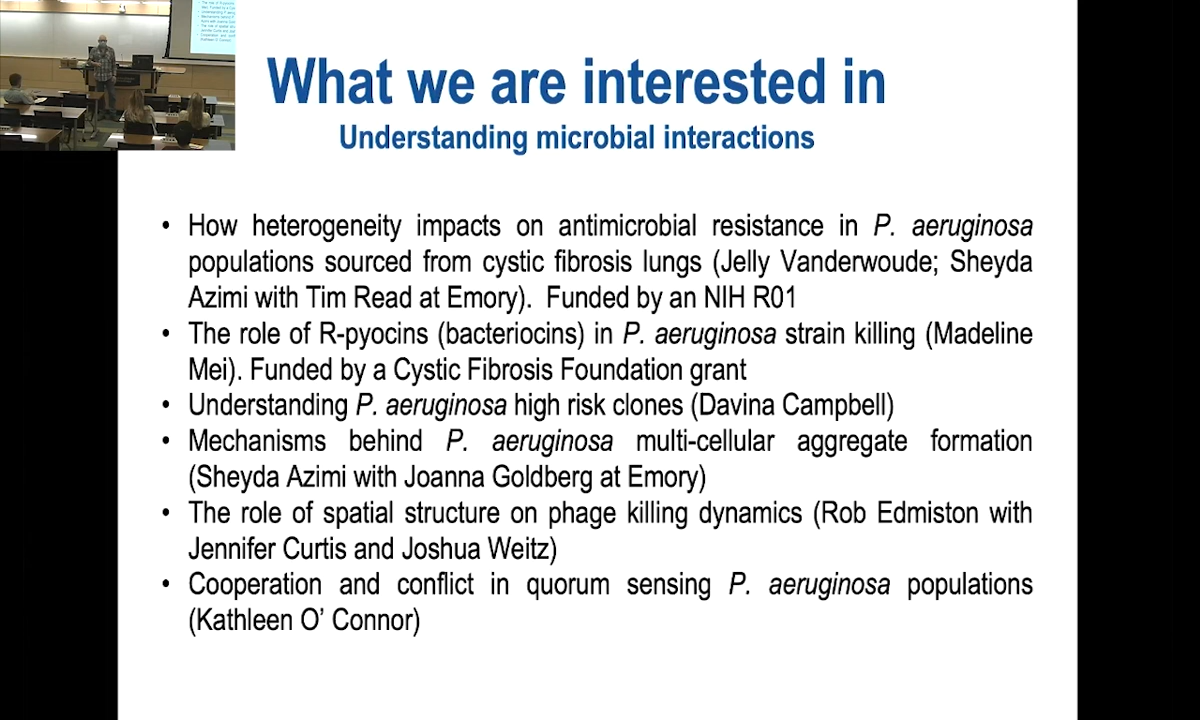 What we are interested in
Understanding microbial interactions
• How heterogeneity impacts on antimicrobial resistance in P. aeruginosa
populations sourced from cystic fibrosis lungs (Jelly Vanderwoude; Sheyda
Azimi with Tim Read at Emory).  Funded by an NIH R01
• The role of R-pyocins (bacteriocins) in P. aeruginosa strain killing (Madeline
Mei). Funded by a Cystic Fibrosis Foundation grant
• Understanding P. aeruginosa high risk clones (Davina Campbell)
• Mechanisms behind P. aeruginosa multi-cellular aggregate formation
(Sheyda Azimi with Joanna Goldberg at Emory)
• The role of spatial structure on phage killing dynamics (Rob Edmiston with
Jennifer Curtis and Joshua Weitz)
• Cooperation and conflict in quorum sensing P. aeruginosa populations
(Kathleen O’ Connor)